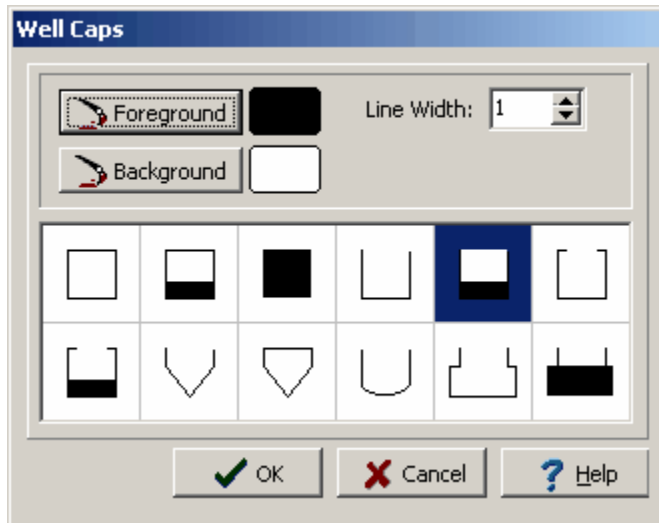 Well Caps
Foreground
Line Width: 1
Background
OK
Cancel
Help